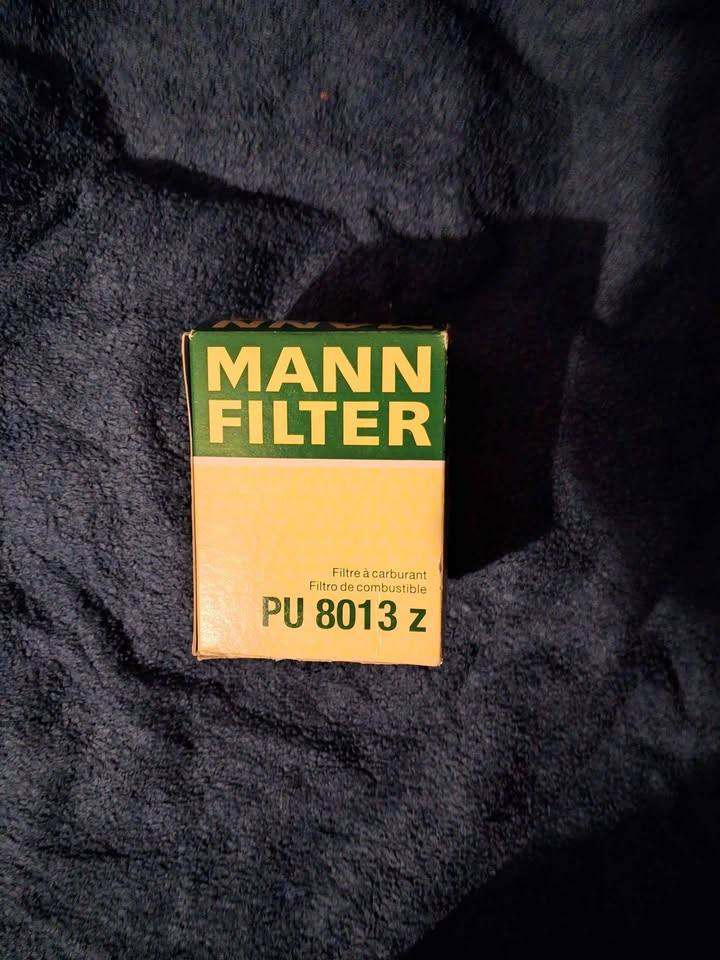 MANN
FILTER
Filtre à carburant
Filtro de combustible
PU 8013 z